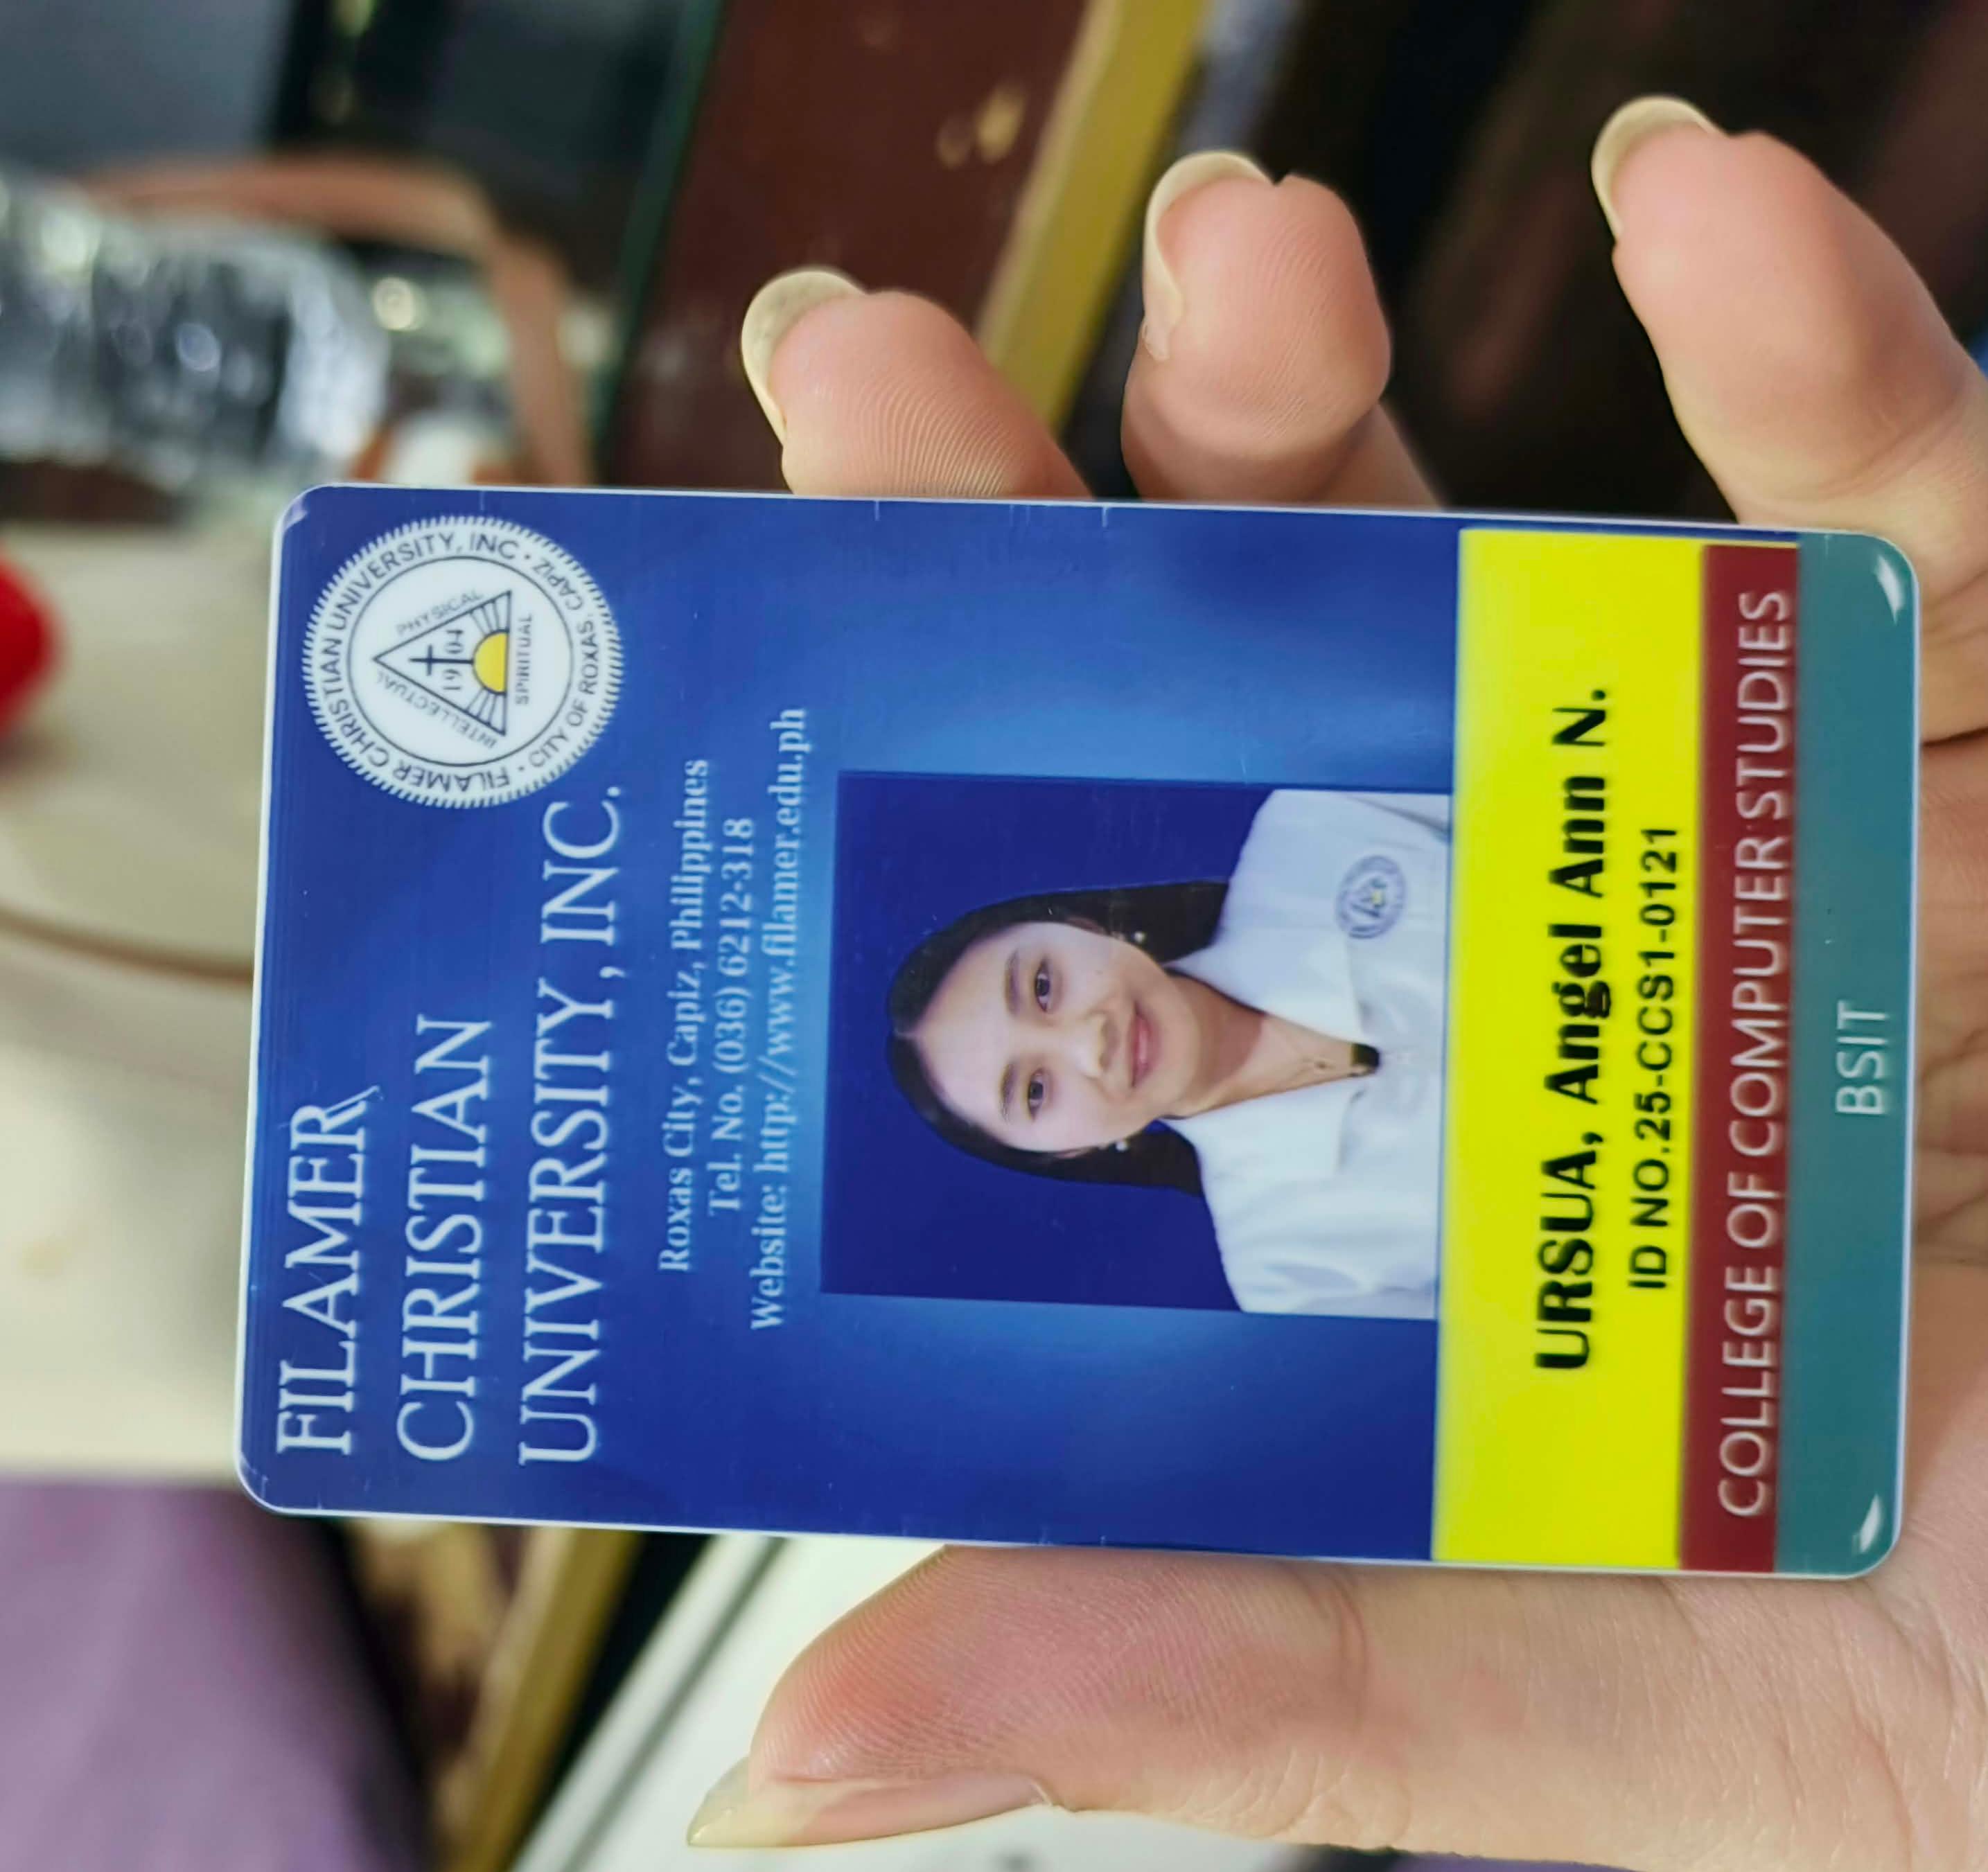 FILAMER
CHRISTIAN
UNIVERSITY, INC.
FILAMER CHRISTIAN UNIVERSITY, INC • CITY OF ROXAS, CAPIZ •
INTELLECTUAL
PHYSICAL
SPIRITUAL
1904
Roxas City, Capiz, Philippines
Tel. No. (036) 6212-318
Website: http://www.filamer.edu.ph
URSUA, Angel Ann N.
ID NO.25-CCS1-0121
COLLEGE OF COMPUTER STUDIES
BSIT